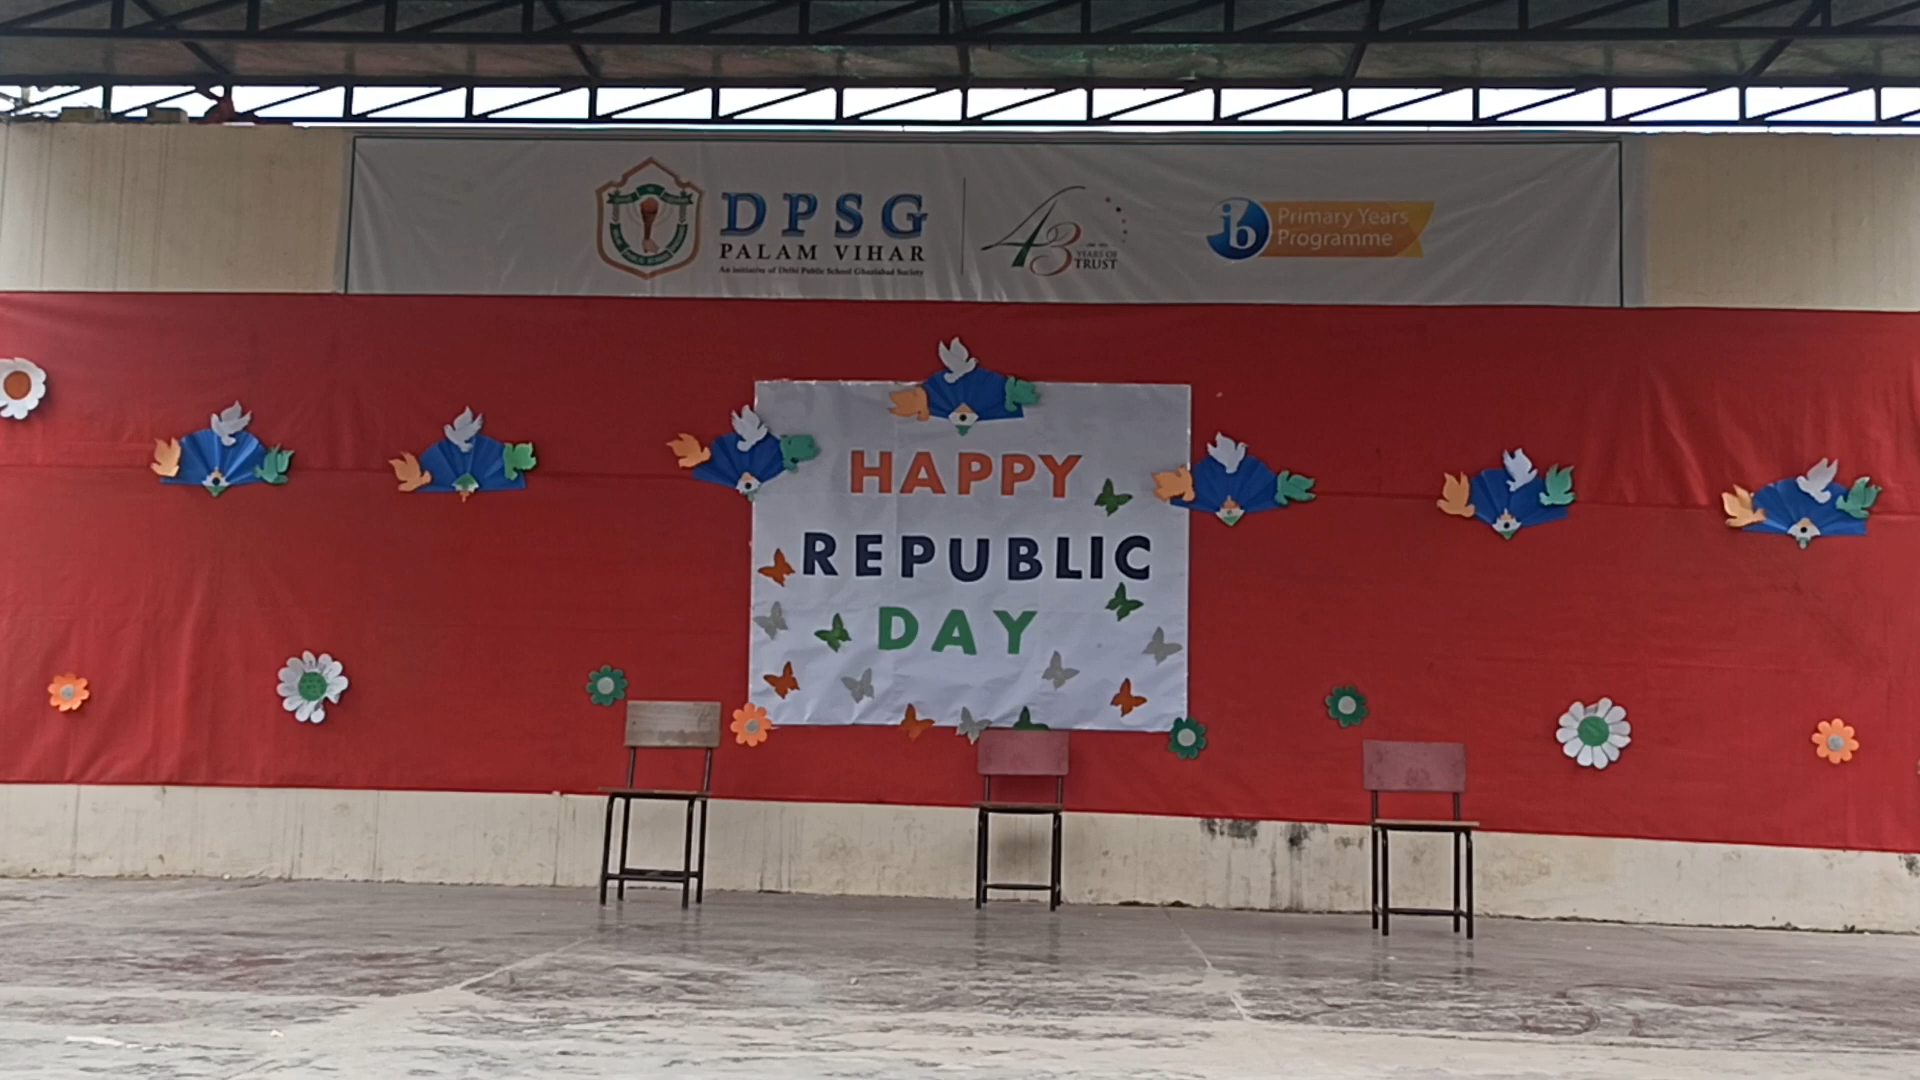 DPSG
PALAM VIHAR
An initiative of Delhi Public School Ghaziabad Society
43
YEARS OF
TRUST
ib
Primary Years
Programme
HAPPY
REPUBLIC
DAY